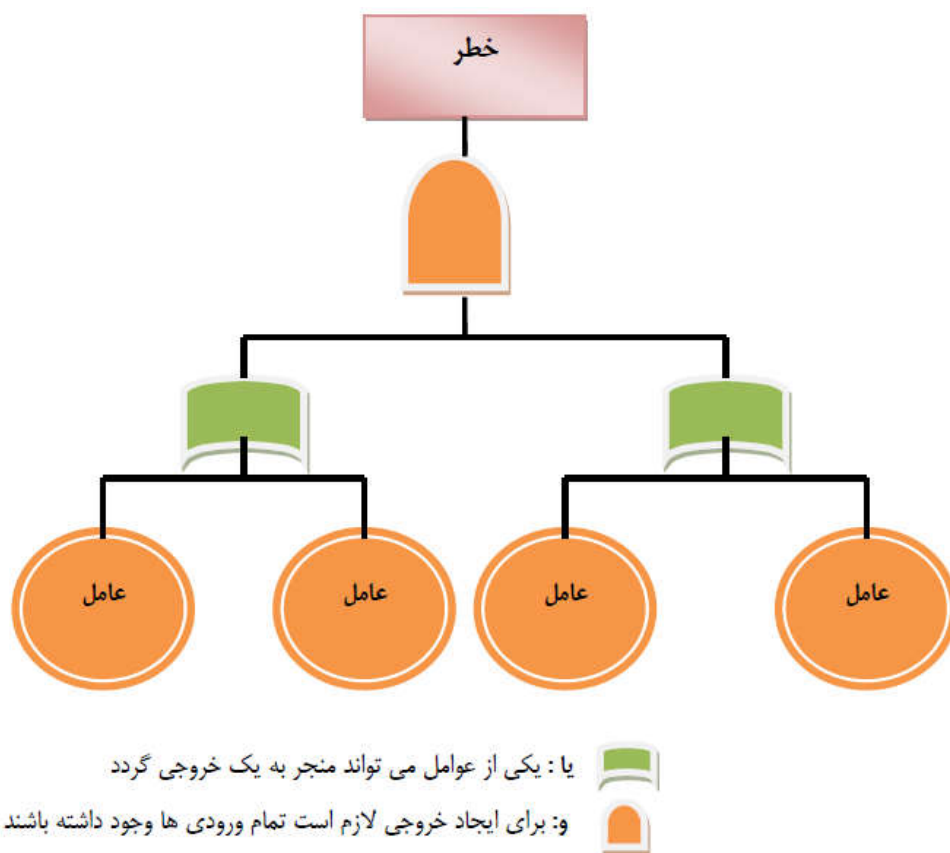 خطر
عامل
عامل
عامل
عامل
یا : یکی از عوامل می تواند منجر به یک خروجی گردد
و: برای ایجاد خروجی لازم است تمام ورودی ها وجود داشته باشند